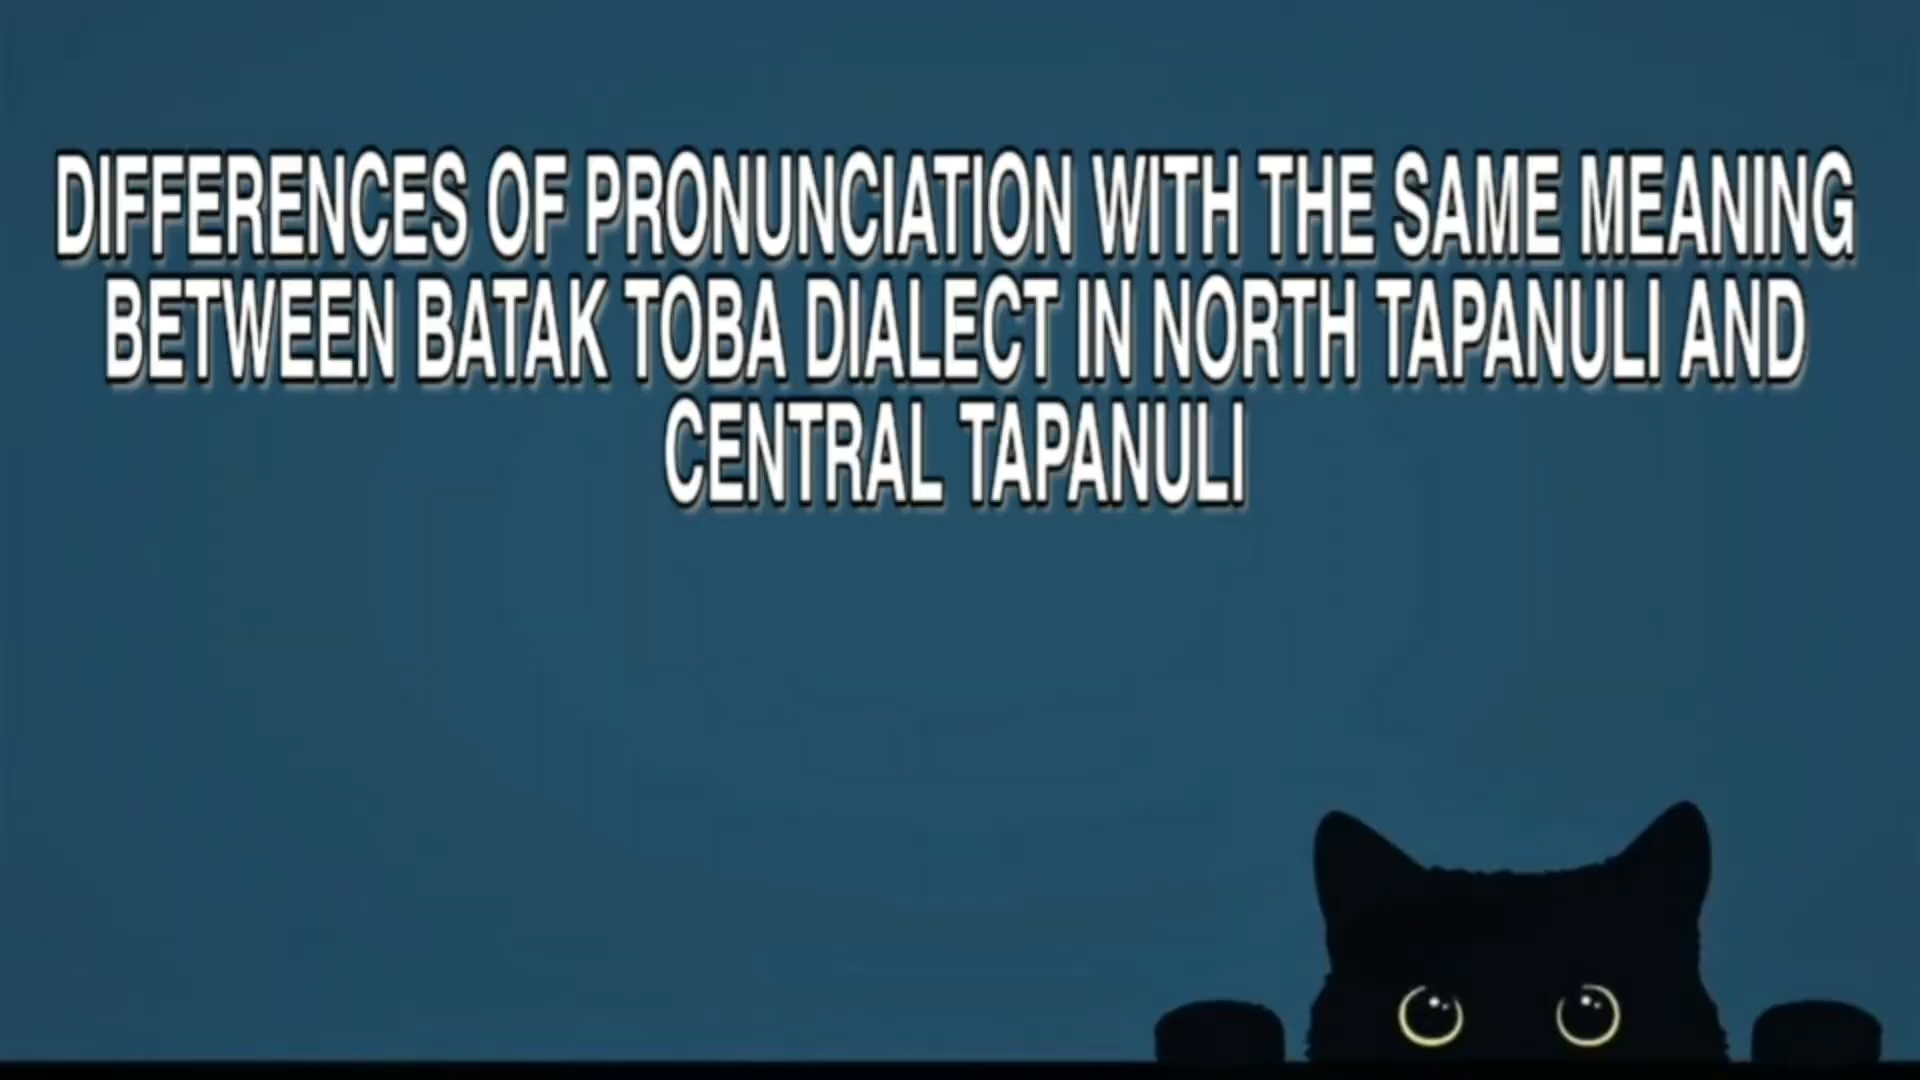 DIFFERENCES OF PRONUNCIATION WITH THE SAME MEANING
BETWEEN BATAK TOBA DIALECT IN NORTH TAPANULI AND
CENTRAL TAPANULI